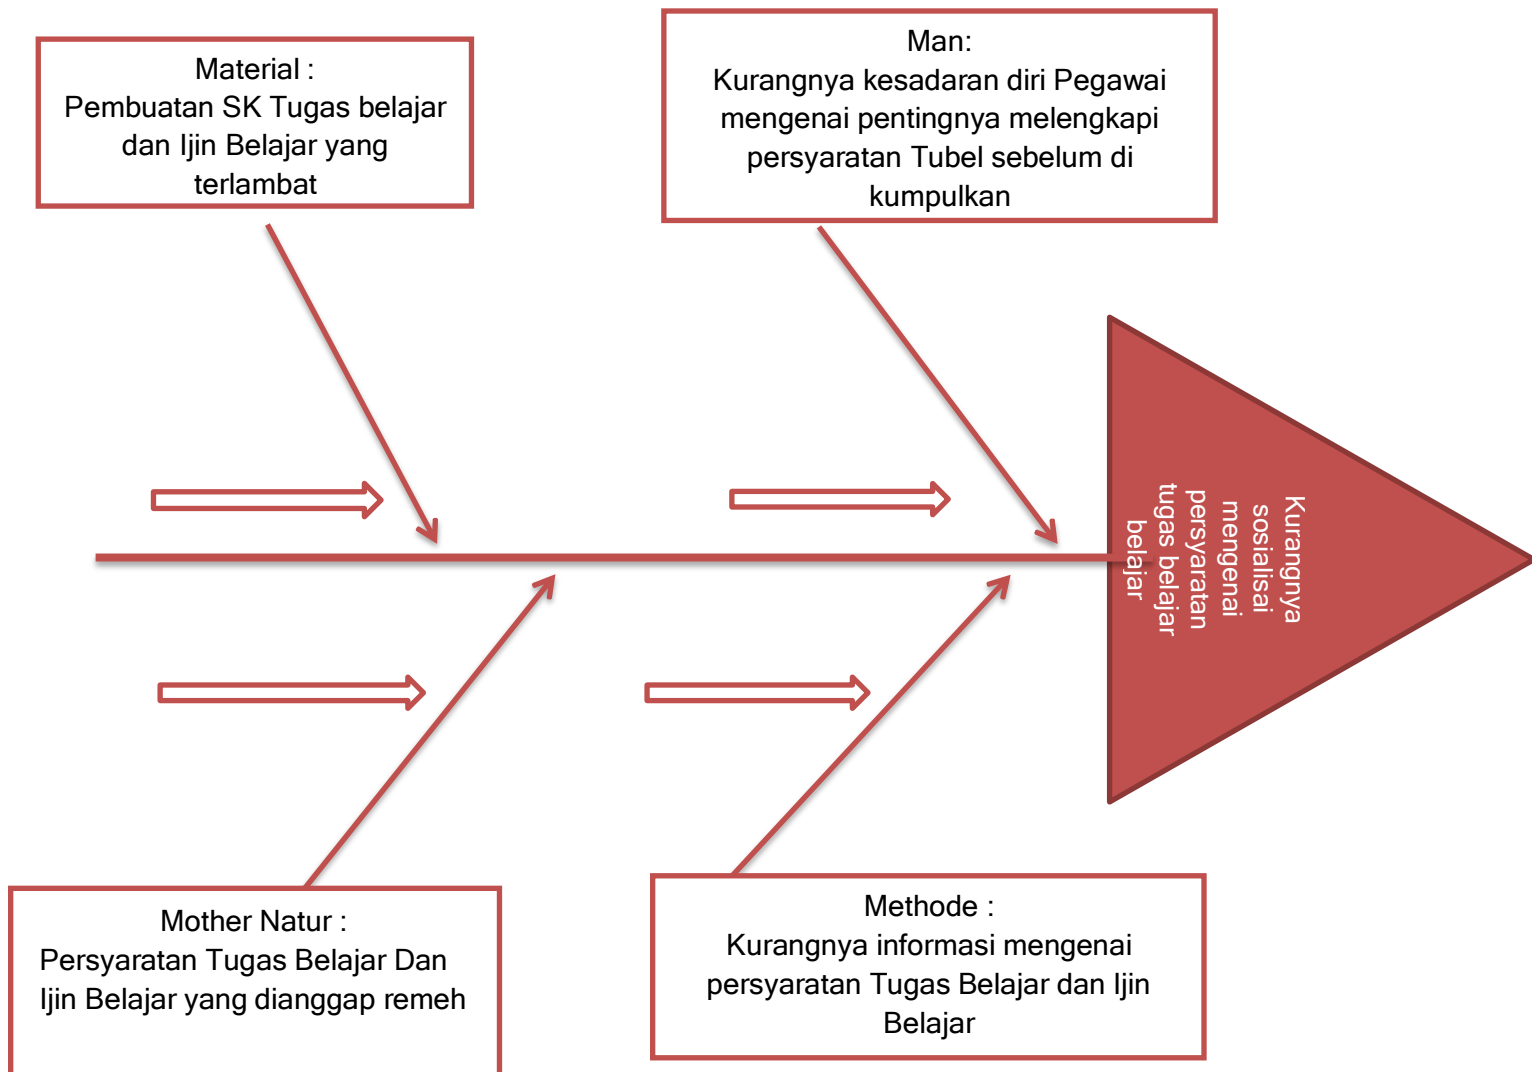 Material :
Pembuatan SK Tugas belajar
dan Ijin Belajar yang
terlambat
Man:
Kurangnya kesadaran diri Pegawai
mengenai pentingnya melengkapi
persyaratan Tubel sebelum di
kumpulkan
Kurangnya
sosialisai
mengenai
persyaratan
tugas belajar
belajar
Mother Natur :
Persyaratan Tugas Belajar Dan
Ijin Belajar yang dianggap remeh
Methode :
Kurangnya informasi mengenai
persyaratan Tugas Belajar dan Ijin
Belajar